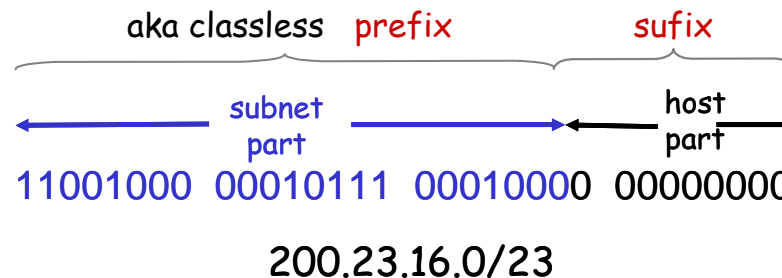 aka classless prefix sufix
subnet part host part
11001000 00010111 00010000 00000000
200.23.16.0/23